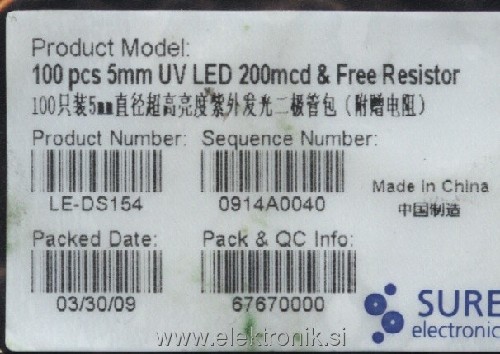 Product Model:
100 pcs 5mm UV LED 200mcd & Free Resistor
100只装5mm直径超高亮度紫外发光二极管包（附赠电阻）
Product Number: Sequence Number:
LE-DS154 0914A0040
Made in China
中国制造
Packed Date: Pack & QC Info:
03/30/09 67670000
SURE
electronic
www.elektronik.si